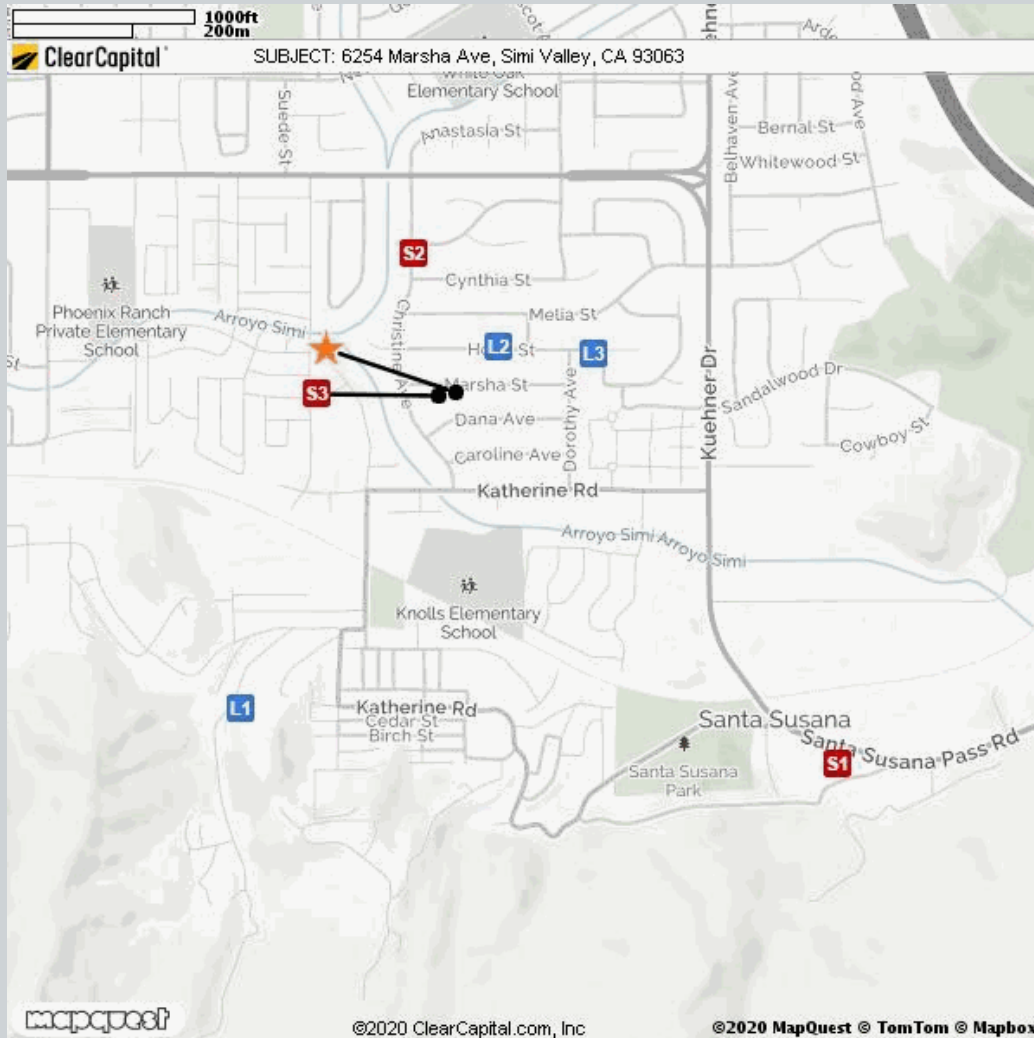 1000ft
200m
ClearCapital
SUBJECT: 6254 Marsha Ave, Simi Valley, CA 93063
White Oak
Elementary School
Suede St
Anastasia St
Belhaven Ave
Bernal St
Whitewood St
S2
Cynthia St
Phoenix Ranch
Private Elementary
School
Arroyo Simi
Christine Ave
Melia St
L2
St
L3
S3
Marsha St
Dana Ave
Dorothy Ave
Caroline Ave
Kuehner Dr
Sandalwood Dr
Cowboy St
Katherine Rd
Arroyo Simi Arroyo Simi
Knolls Elementary
School
L1
Katherine Rd
Cedar St
Birch St
Santa Susana
Santa Susana Pass Rd
S1
Santa Susana
Park
mapquest
©2020 ClearCapital.com, Inc
©2020 MapQuest © TomTom © Mapbox